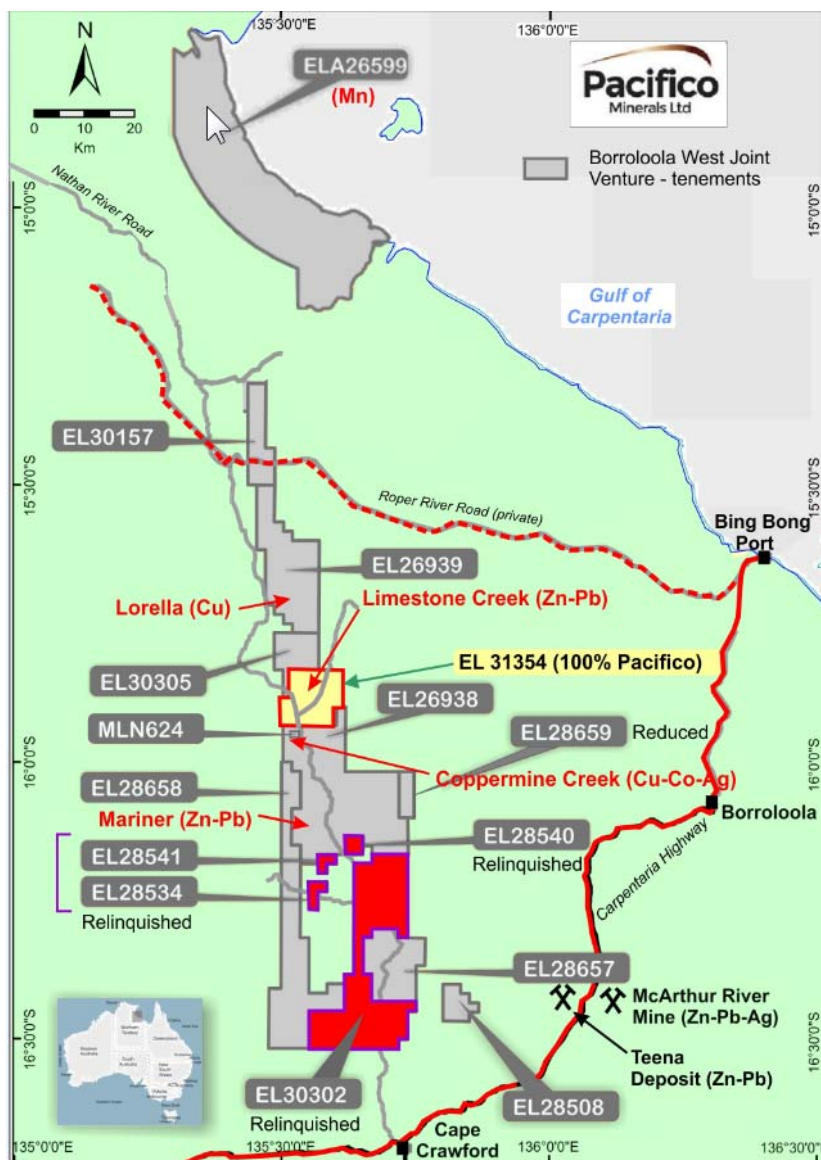 135°30'0"E
136°0'0"E
N
ELA26599
(Mn)
Pacifico
Minerals Ltd
0 10 20
Km
Borroloola West Joint
Venture - tenements
Nathan River Road
15°0'0"S
15°0'0"S
Gulf of
Carpentaria
EL30157
15°30'0"S
15°30'0"S
Roper River Road (private)
Bing Bong
Port
EL26939
Lorella (Cu)
Limestone Creek (Zn-Pb)
EL30305
EL 31354 (100% Pacifico)
EL26938
MLN624
EL28659
Reduced
16°0'0"S
16°0'0"S
Coppermine Creek (Cu-Co-Ag)
EL28658
Mariner (Zn-Pb)
Borroloola
EL28540
Relinquished
EL28541
EL28534
Relinquished
Carpentaria Highway
EL28657
McArthur River
Mine (Zn-Pb-Ag)
16°30'0"S
16°30'0"S
Teena
Deposit (Zn-Pb)
EL30302
Relinquished
EL28508
Cape
Crawford
135°0'0"E
135°30'0"E
136°0'0"E
136°30'0"E